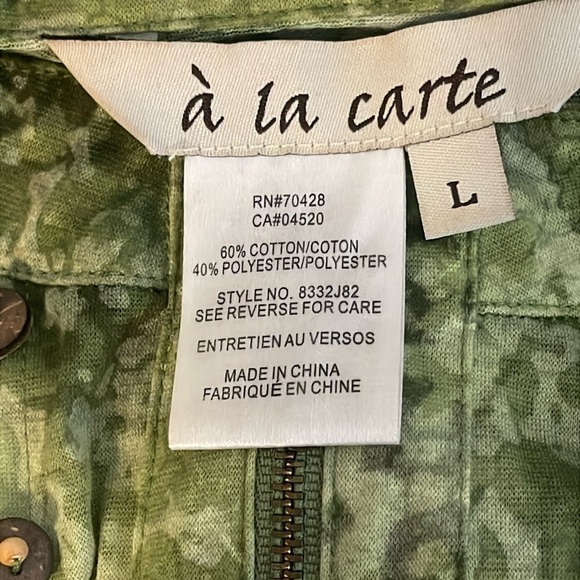 à la carte
L
RN#70428
CA#04520
60% COTTON/COTON
40% POLYESTER/POLYESTER
STYLE NO. 8332J82
SEE REVERSE FOR CARE
ENTRETIEN AU VERSOS
MADE IN CHINA
FABRIQUÉ EN CHINE